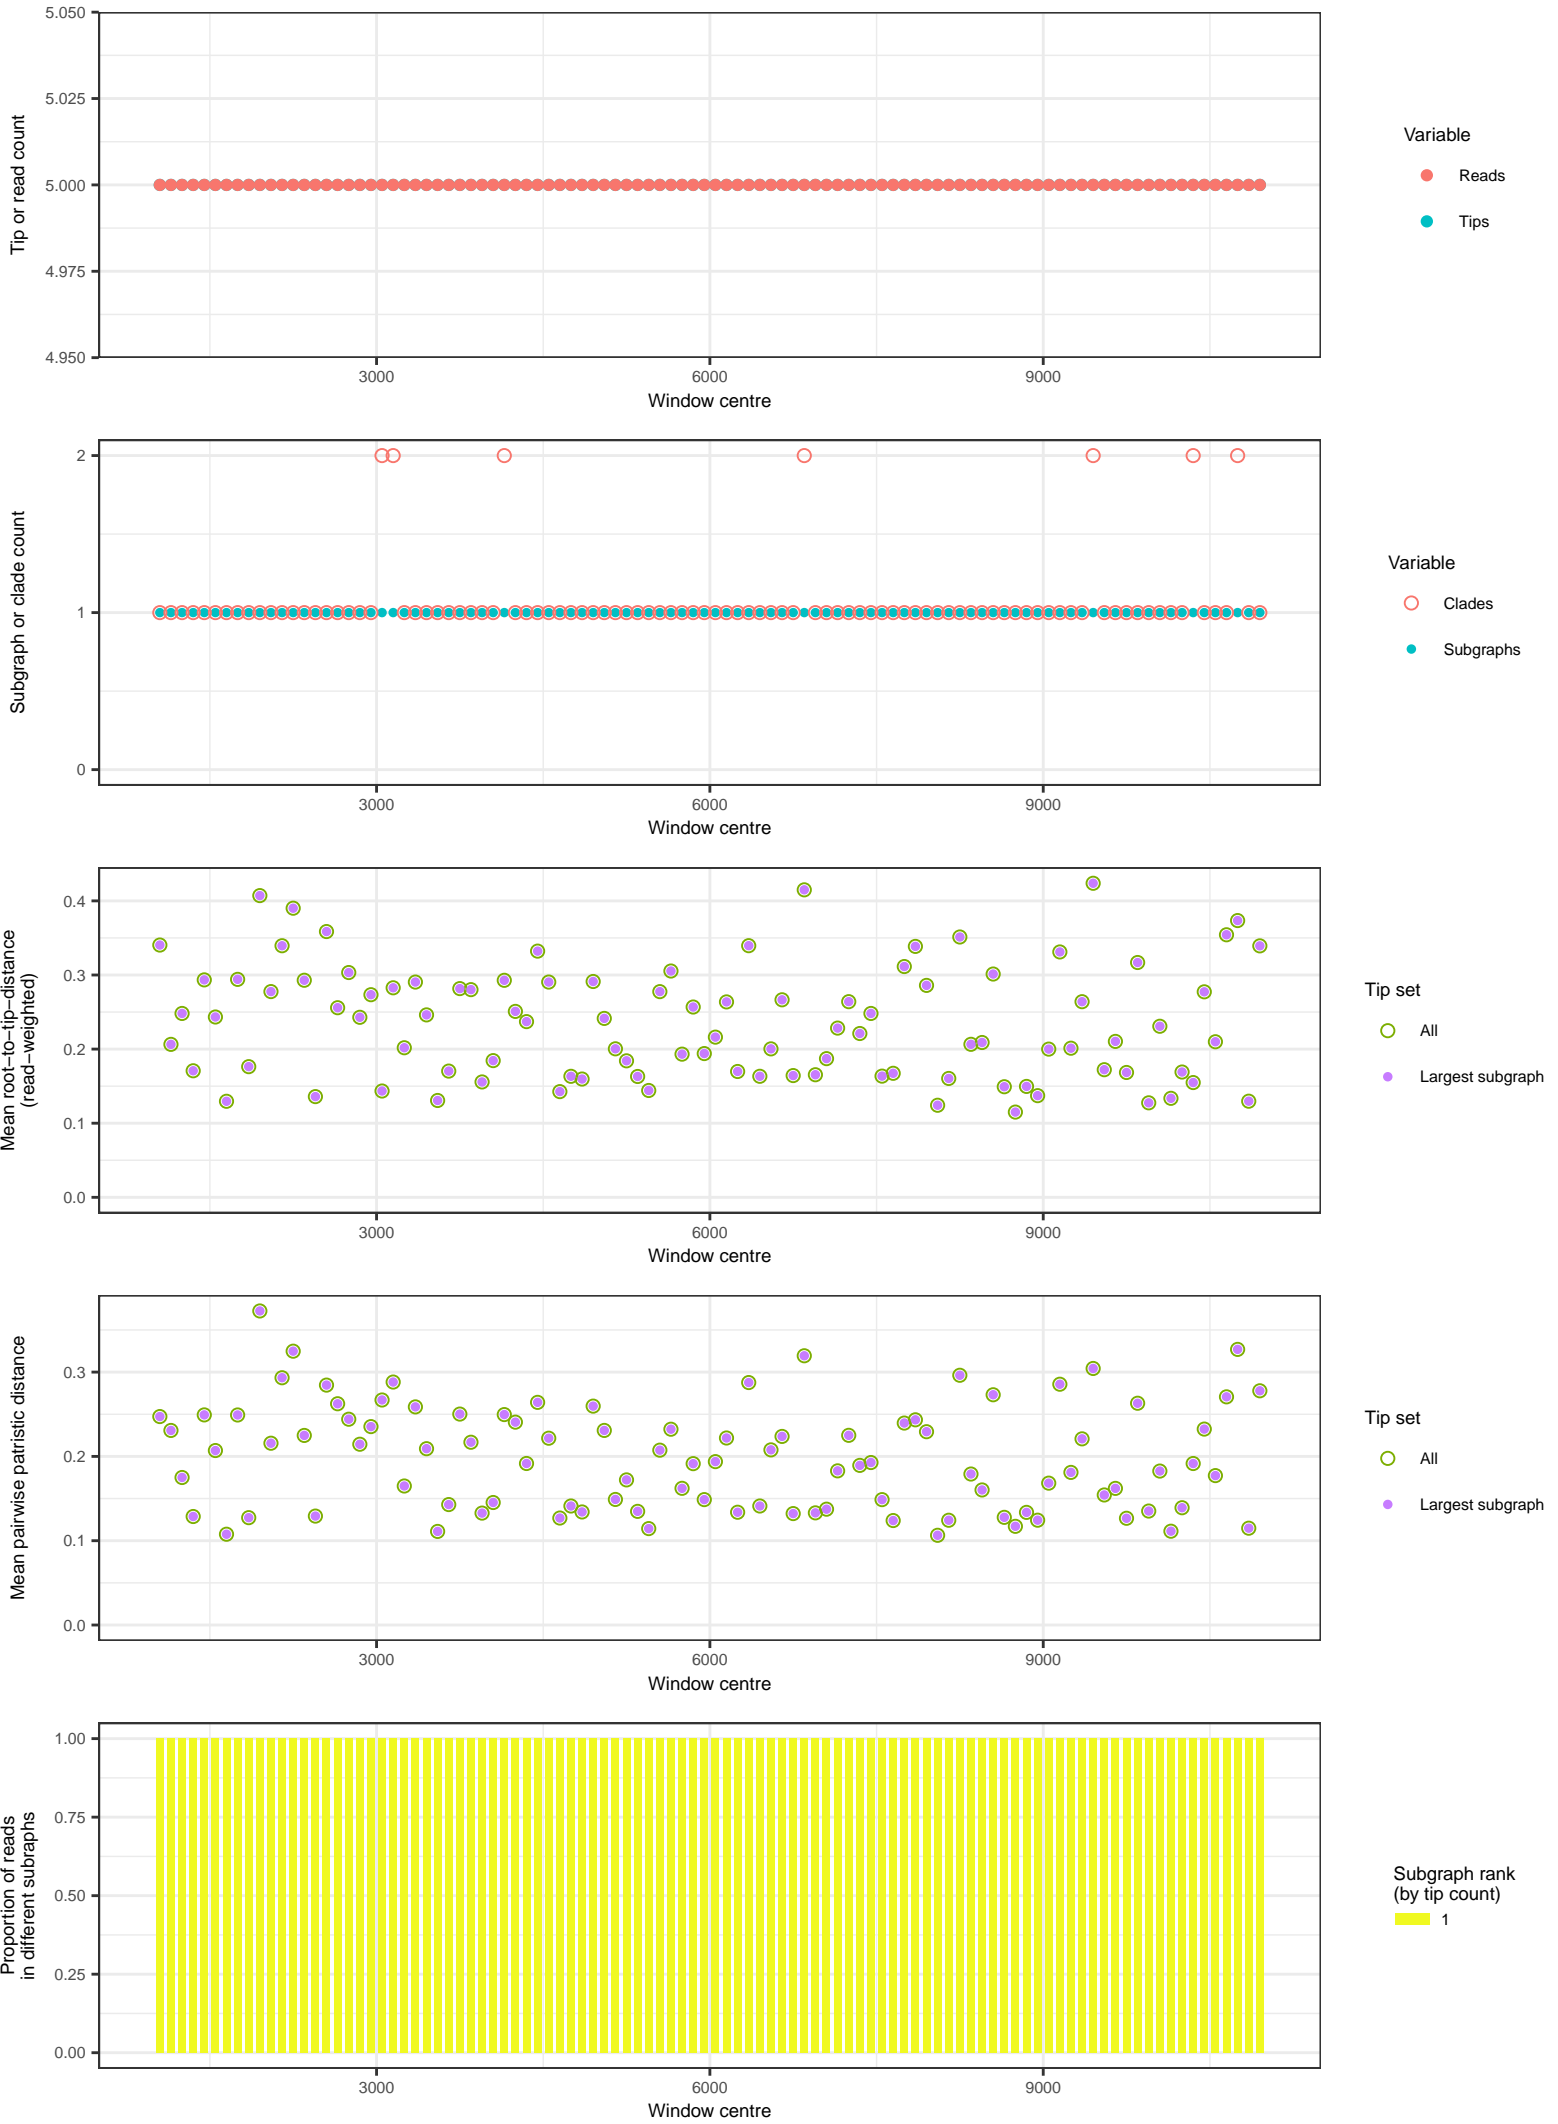 5.050
5.025
5.000
4.975
4.950
Tip or read count
3000
6000
9000
Window centre
Variable
Reads
Tips
2
1
0
Subgraph or clade count
3000
6000
9000
Window centre
Variable
Clades
Subgraphs
0.4
0.3
0.2
0.1
0.0
Mean root−to−tip−distance
(read−weighted)
3000
6000
9000
Window centre
Tip set
All
Largest subgraph
0.3
0.2
0.1
0.0
Mean pairwise patristic distance
3000
6000
9000
Window centre
Tip set
All
Largest subgraph
1.00
0.75
0.50
0.25
0.00
Proportion of reads
in different subraphs
3000
6000
9000
Window centre
Subgraph rank
(by tip count)
1